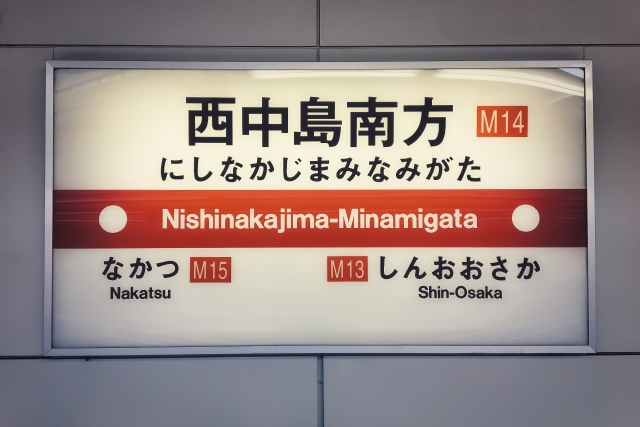 西中島南方 M14
にしなかじまみなみがた
Nishinakajima-Minamigata
なかつ M15 M13 しんおおさか
Nakatsu Shin-Osaka